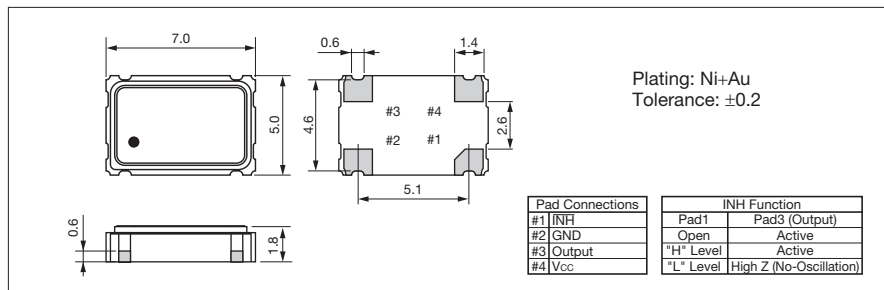 7.0
5.0
0.6
1.4
4.6
#3 #4
#2 #1
2.6
5.1
0.6
1.8
Plating: Ni+Au
Tolerance: ±0.2
Pad Connections
#1 I̅N̅H̅
#2 GND
#3 Output
#4 Vcc
INH Function
Pad1 Pad3 (Output)
Open Active
"H" Level Active
"L" Level High Z (No-Oscillation)